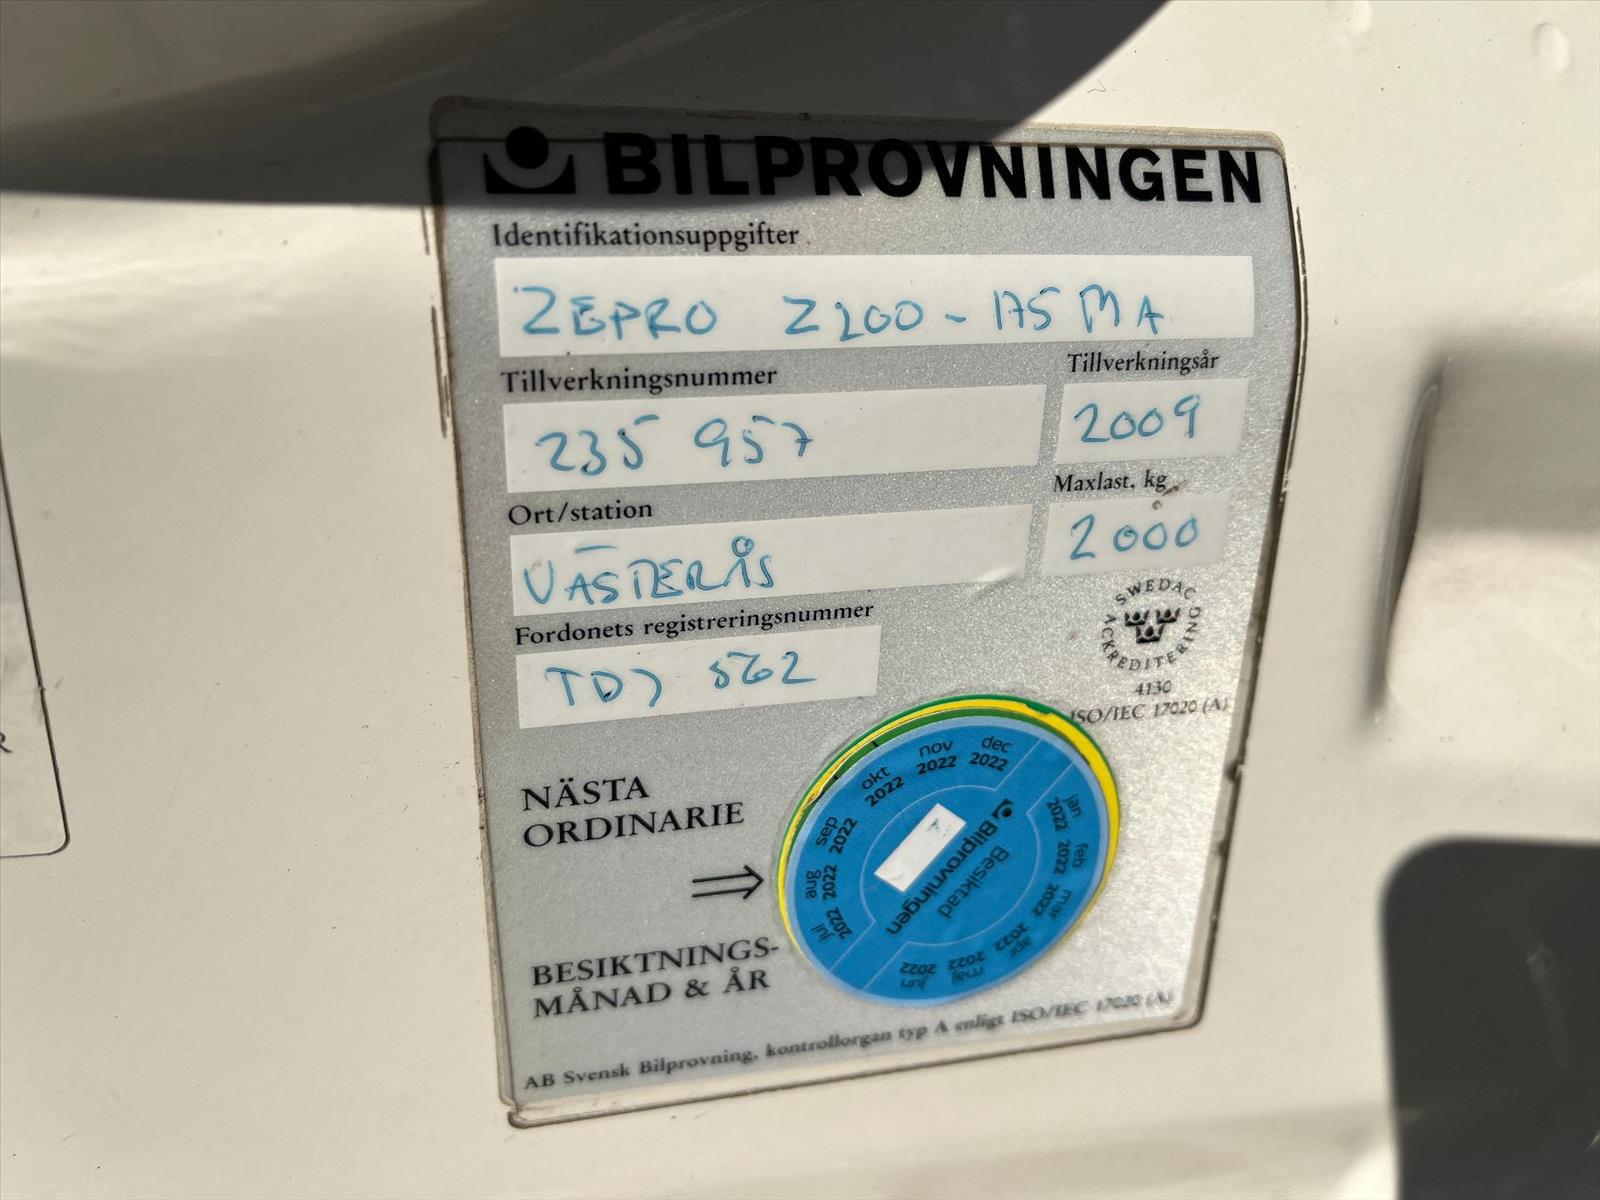 BILPROVNINGEN
Identifikationsuppgifter
ZEPRO Z200-175 MA
Tillverkningsnummer
Tillverkningsår
235 957
2009
Ort/station
Maxlast, kg
VÄSTERÅS
2000
Fordonets registreringsnummer
562
SWEDAC
ACKREDITERING
4130
ISO/IEC 17020 (A)
NÄSTA
ORDINARIE
⇒
BESIKTNINGS-
MÅNAD & ÅR
jan 2022
feb 2022
mar 2022
apr 2022
maj 2022
jun 2022
jul 2022
aug 2022
sep 2022
okt 2022
nov 2022
dec 2022
Bilprovningen
Besiktad
AB Svensk Bilprovning, kontrollorgan typ A enligt ISO/IEC 17020 (A)